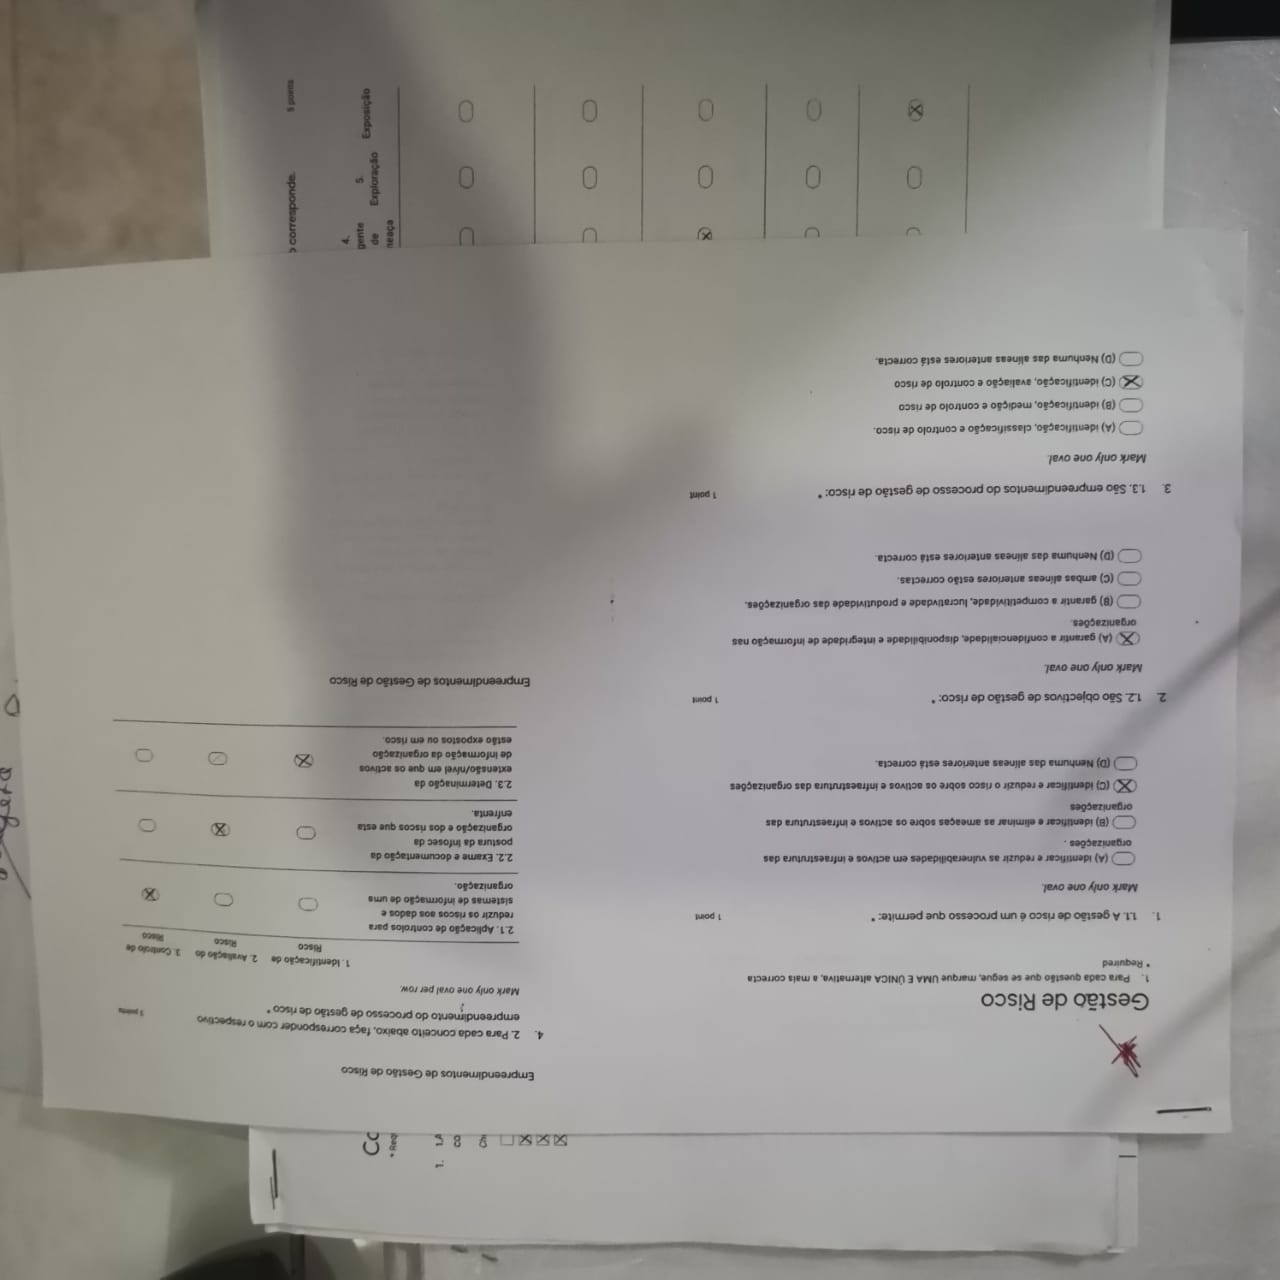 Gestão de Risco
1. Para cada questão que se segue, marque UMA E ÚNICA alternativa, a mais correcta
* Required
1. 1.1. A gestão de risco é um processo que permite: * 1 point
Mark only one oval.
(A) identificar e reduzir as vulnerabilidades em activos e infraestrutura das
organizações .
(B) identificar e eliminar as ameaças sobre os activos e infraestrutura das
organizações
(C) identificar e reduzir o risco sobre os activos e infraestrutura das organizações
(D) Nenhuma das alíneas anteriores está correcta.
2. 1.2. São objectivos de gestão de risco: * 1 point
Mark only one oval.
(A) garantir a confidencialidade, disponibilidade e integridade de informação nas
organizações.
(B) garantir a competitividade, lucratividade e produtividade das organizações.
(C) ambas alíneas anteriores estão correctas.
(D) Nenhuma das alíneas anteriores está correcta.
3. 1.3. São empreendimentos do processo de gestão de risco: * 1 point
Mark only one oval.
(A) identificação, classificação e controlo de risco.
(B) identificação, medição e controlo de risco
(C) identificação, avaliação e controlo de risco
(D) Nenhuma das alíneas anteriores está correcta.
Empreendimentos de Gestão de Risco
4. 2. Para cada conceito abaixo, faça corresponder com o respectivo
empreendimento do processo de gestão de risco * 3 points
Mark only one oval per row.
1. Identificação de
Risco
2. Avaliação do
Risco
3. Controlo de
Risco
2.1. Aplicação de controlos para
reduzir os riscos aos dados e
sistemas de informação de uma
organização.
2.2. Exame e documentação da
postura da infosec da
organização e dos riscos que esta
enfrenta.
2.3. Determinação da
extensão/nível em que os activos
de informação da organização
estão expostos ou em risco.
Empreendimentos de Gestão de Risco
corresponde. 5 points
4.
gente
de
neaça
5.
Exploração
Exposição
* Req
1.